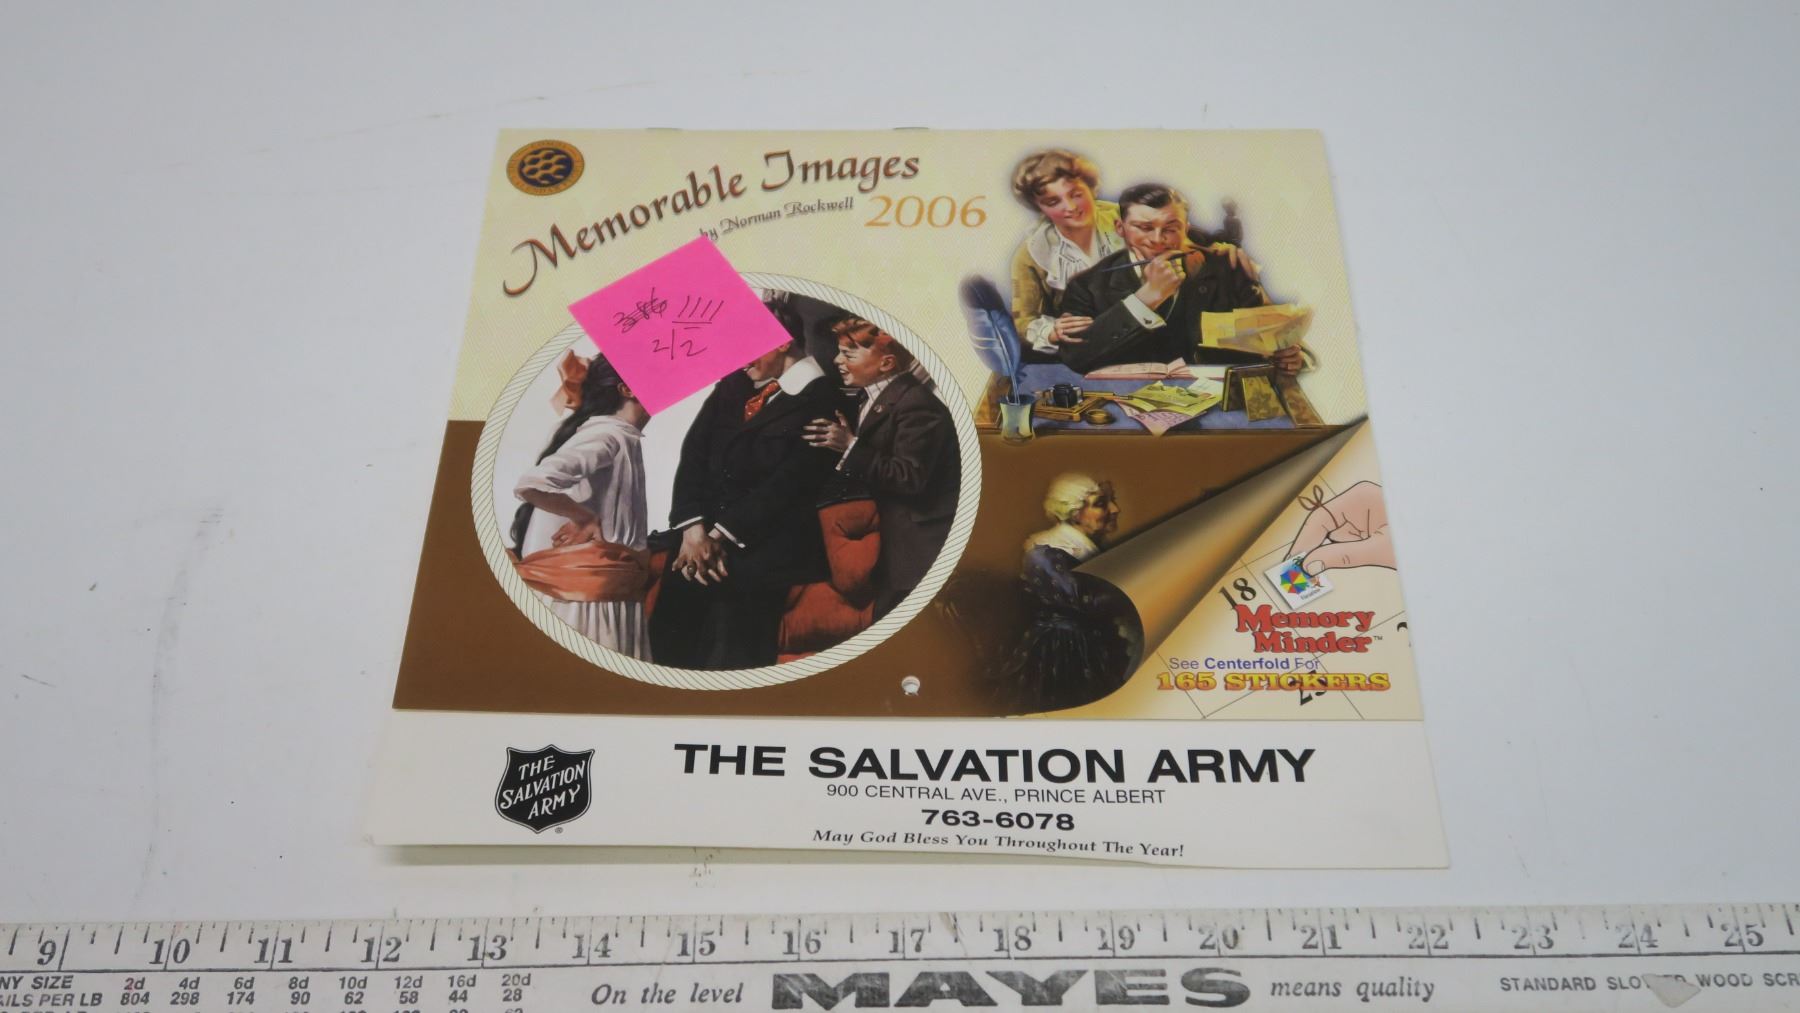 Memorable Images
by Norman Rockwell
2006
1111
2/2
18
Memory
Minder™
See Centerfold For
165 STICKERS
25
THE
SALVATION
ARMY
®
THE SALVATION ARMY
900 CENTRAL AVE., PRINCE ALBERT
763-6078
May God Bless You Throughout The Year!
9 10 11 12 13 14 15 16 17 18 19 20 21 22 23 24 25
NY SIZE 2d 4d 6d 8d 10d 12d 16d 20d
AILS PER LB 804 298 174 90 62 58 44 28
On the level MAYES means quality
STANDARD WOOD SCR